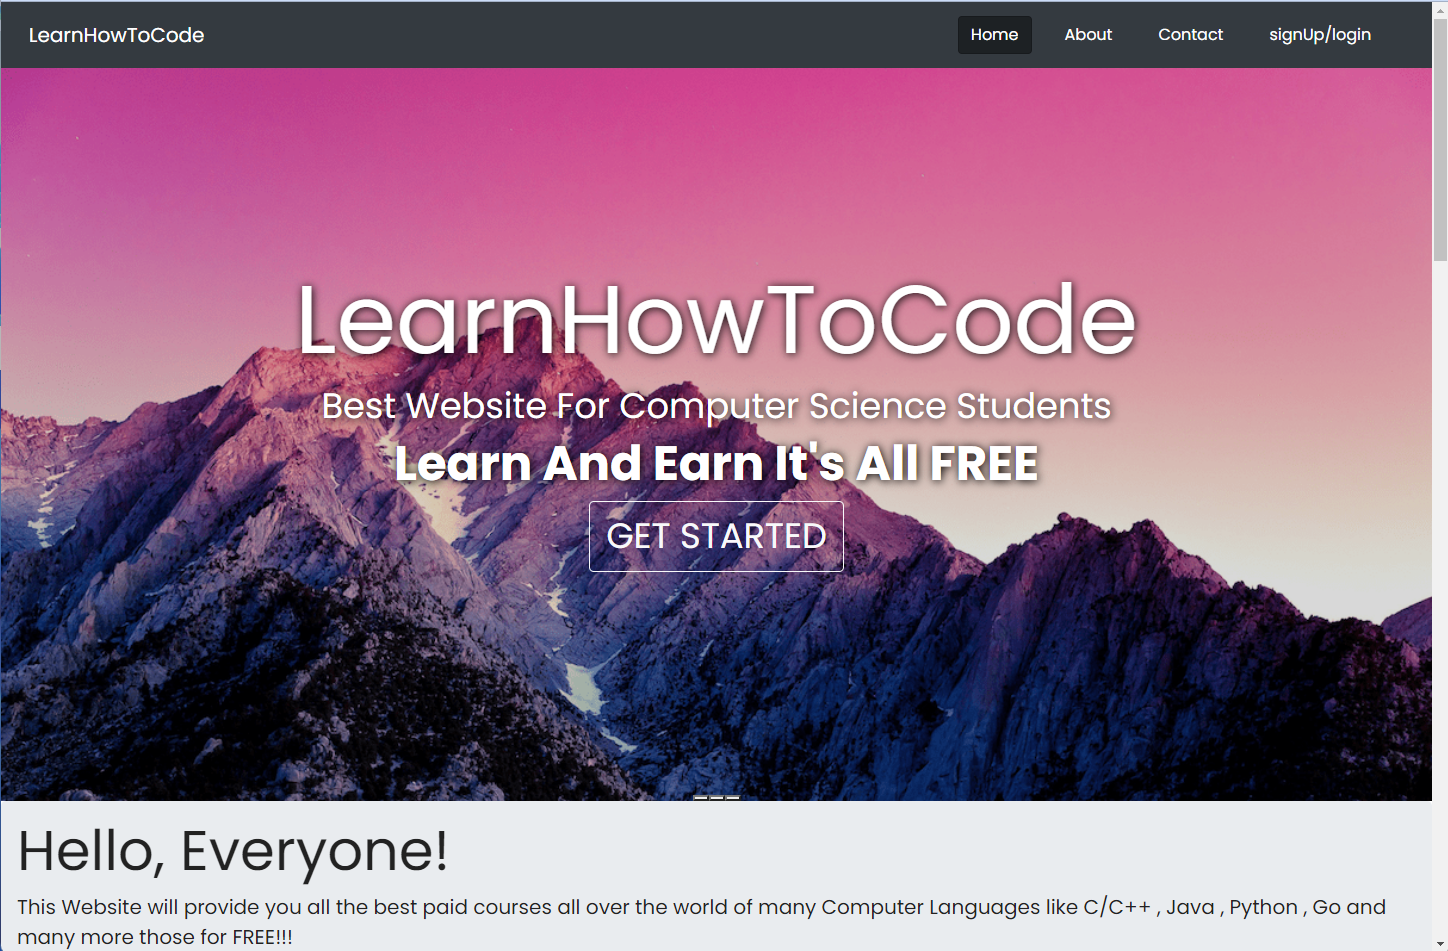 LearnHowToCode
Home About Contact signUp/login
LearnHowToCode
Best Website For Computer Science Students
Learn And Earn It's All FREE
GET STARTED
Hello, Everyone!
This Website will provide you all the best paid courses all over the world of many Computer Languages like C/C++ , Java , Python , Go and
many more those for FREE!!!